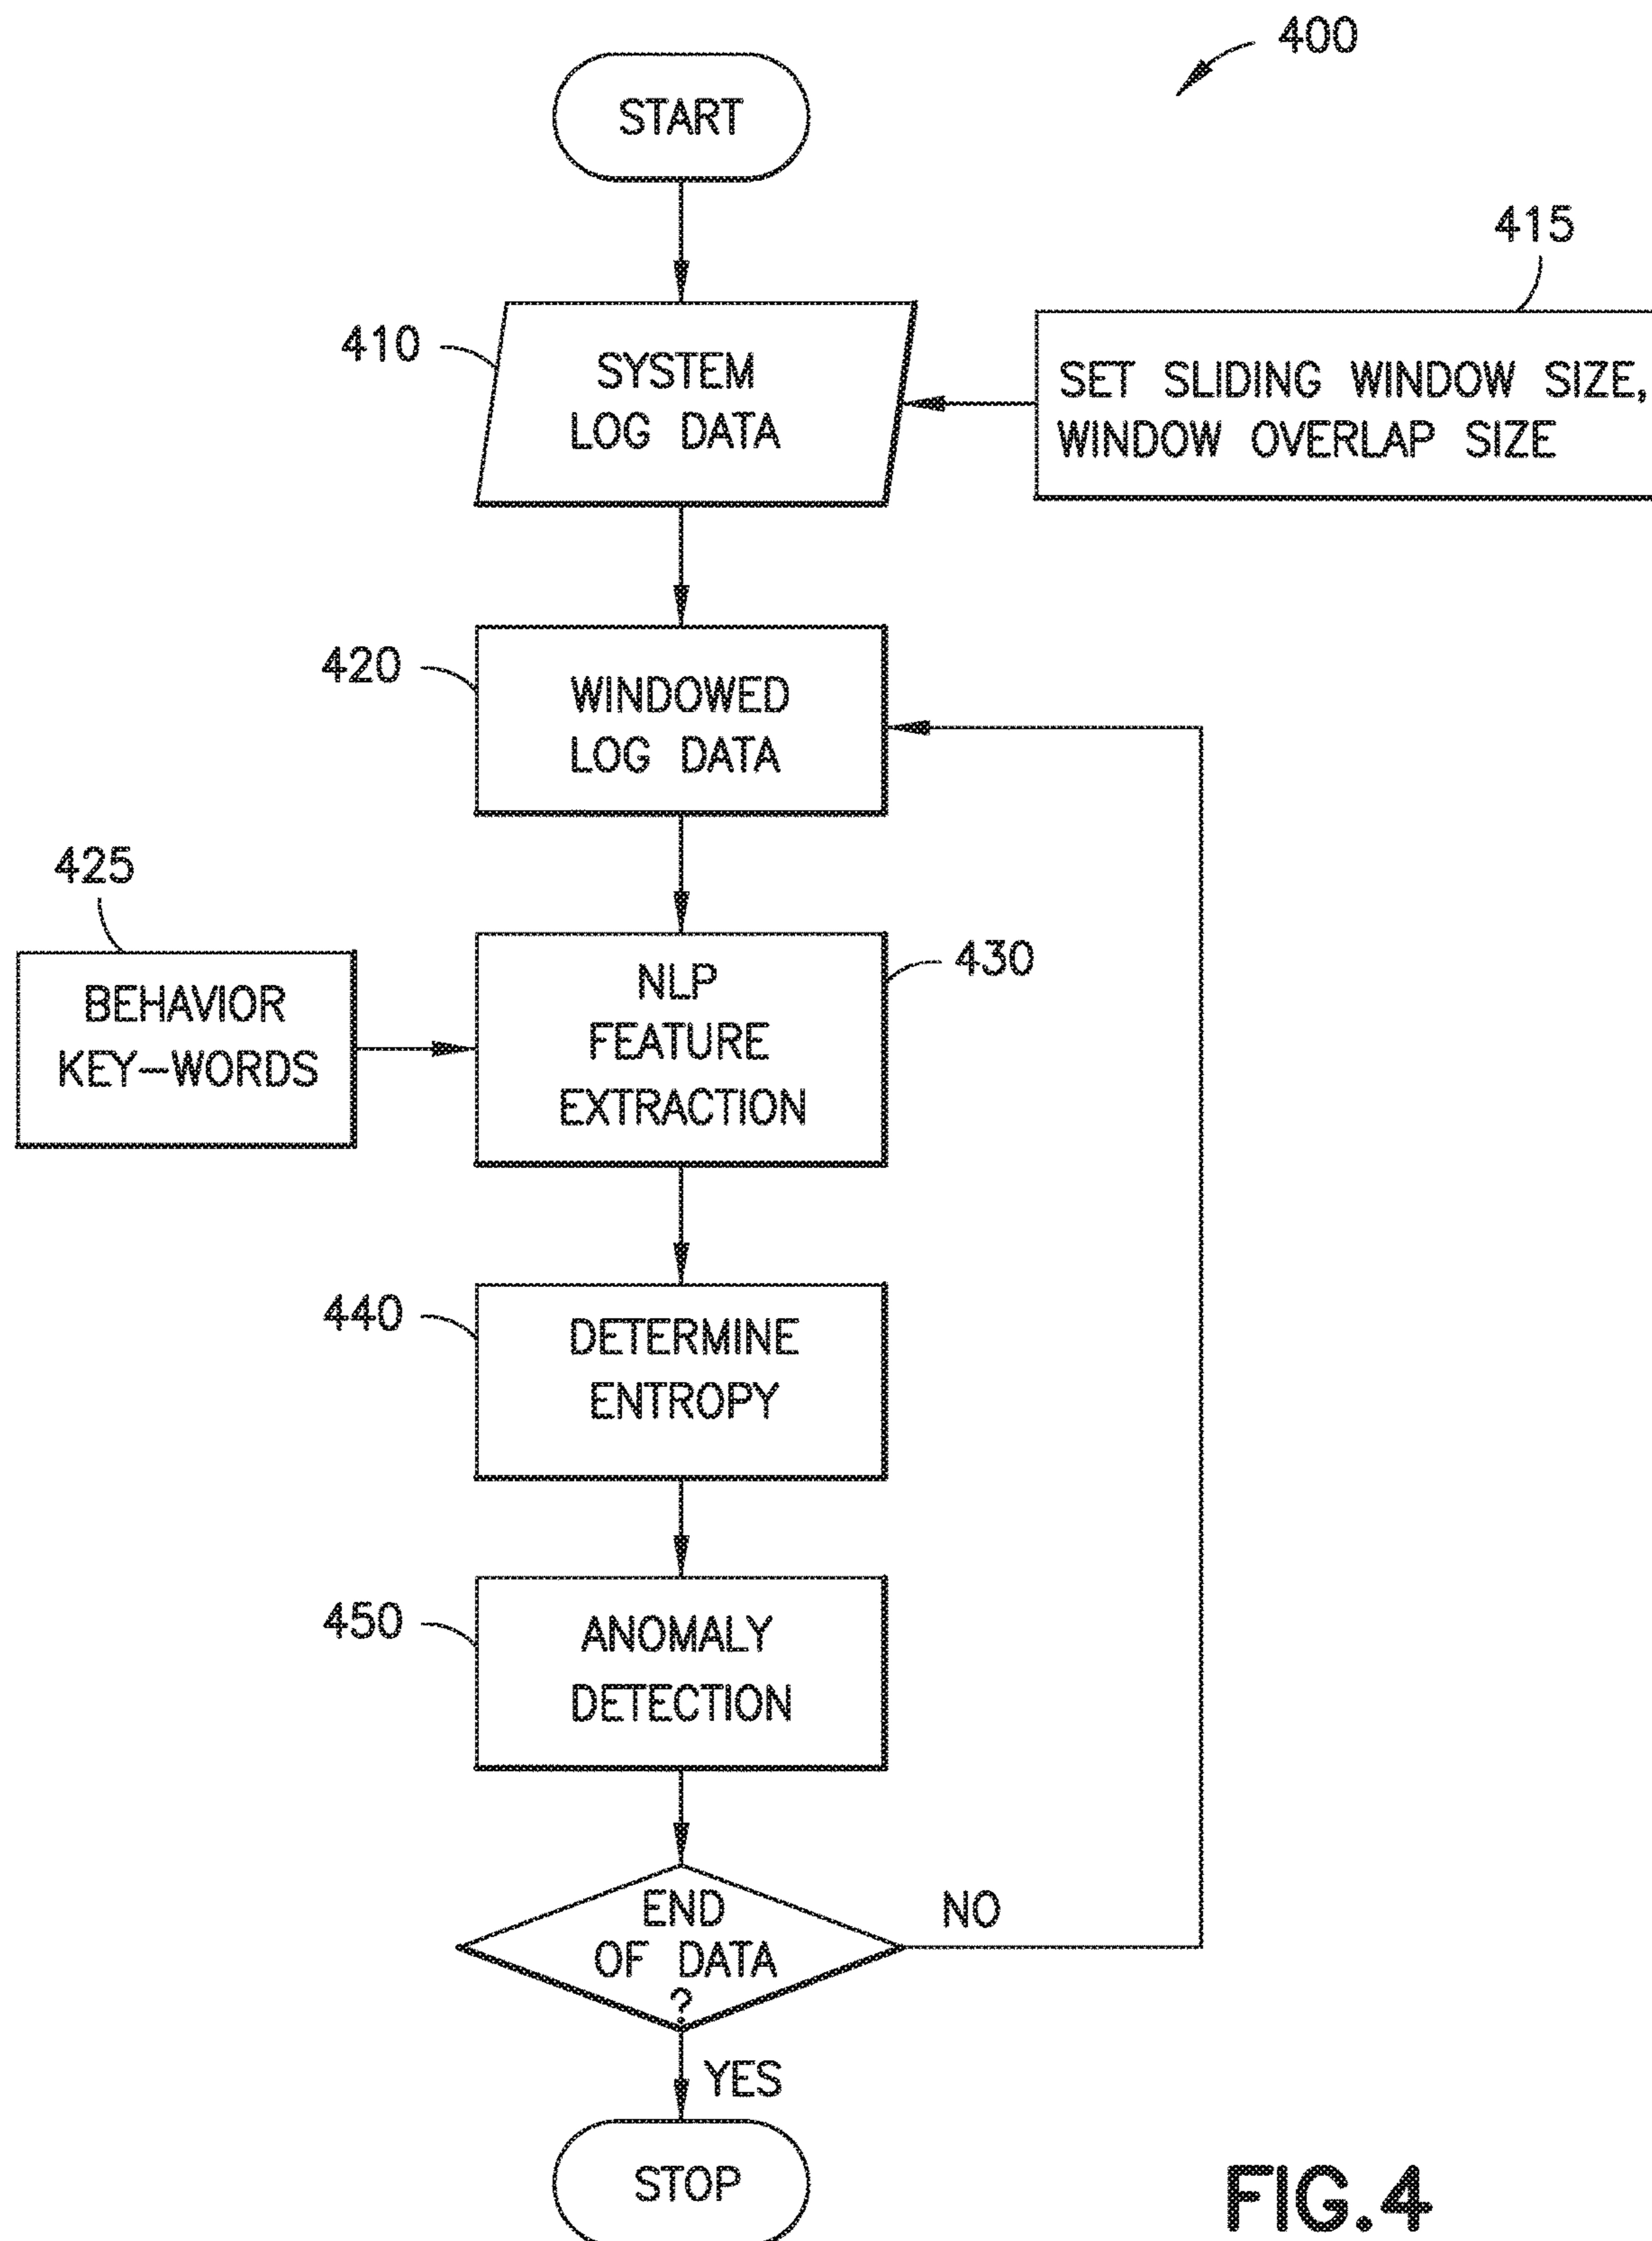 400
START
415
410
SYSTEM
LOG DATA
SET SLIDING WINDOW SIZE,
WINDOW OVERLAP SIZE
420
WINDOWED
LOG DATA
425
BEHAVIOR
KEY-WORDS
430
NLP
FEATURE
EXTRACTION
440
DETERMINE
ENTROPY
450
ANOMALY
DETECTION
END
OF DATA
?
NO
YES
STOP
FIG.4